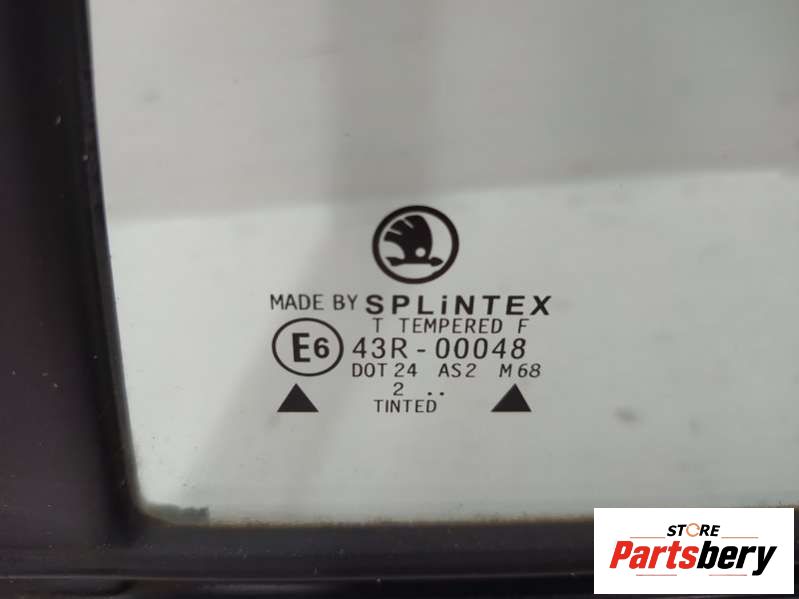 MADE BY SPLiNTEX
T TEMPERED F
E6 43R-00048
DOT 24 AS2 M68
2 ..
TINTED
STORE
Partsbery